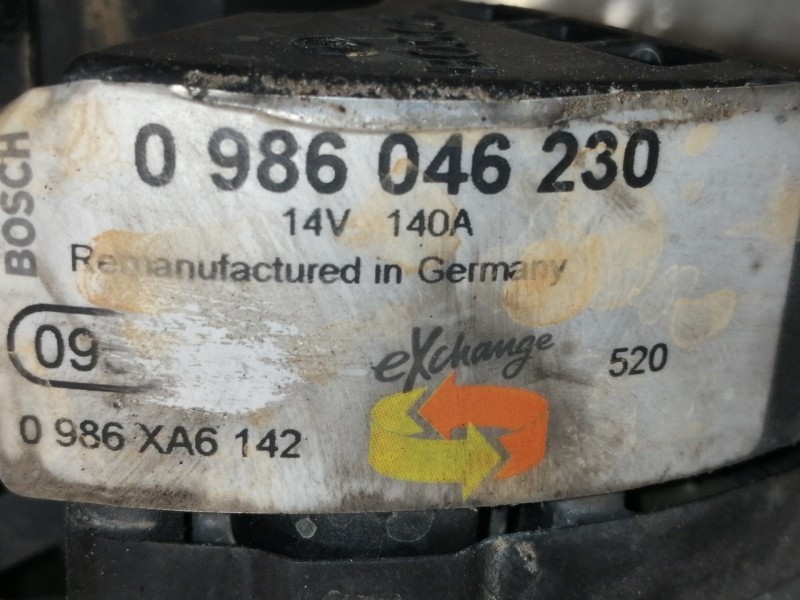 BOSCH
0 986 046 230
14V 140A
Remanufactured in Germany
09
eXchange
520
0 986 XA6 142